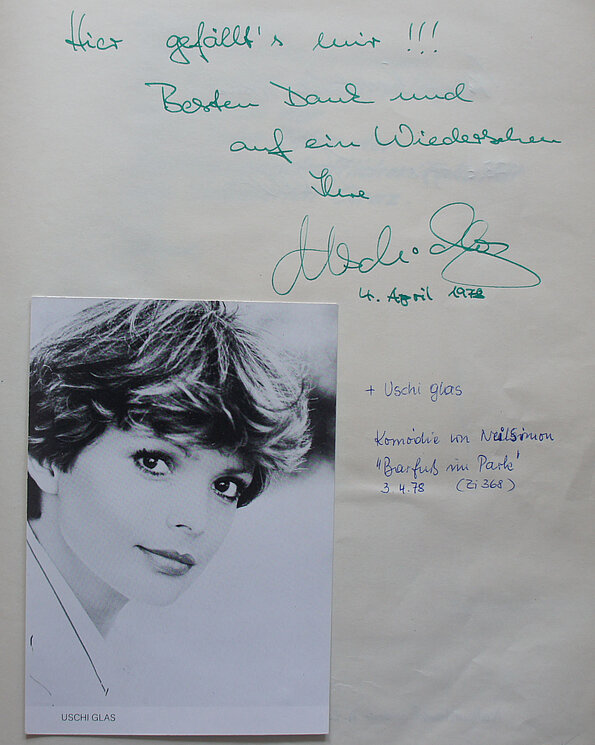 Hier gefällt's mir !!!
Besten Dank und
auf ein Wiedersehen
Ihre
Uschi Glas
4. April 1978
+ Uschi Glas
Komödie von Neil Simon
"Barfuß im Park"
3.4.78 (Zi 368)
USCHI GLAS